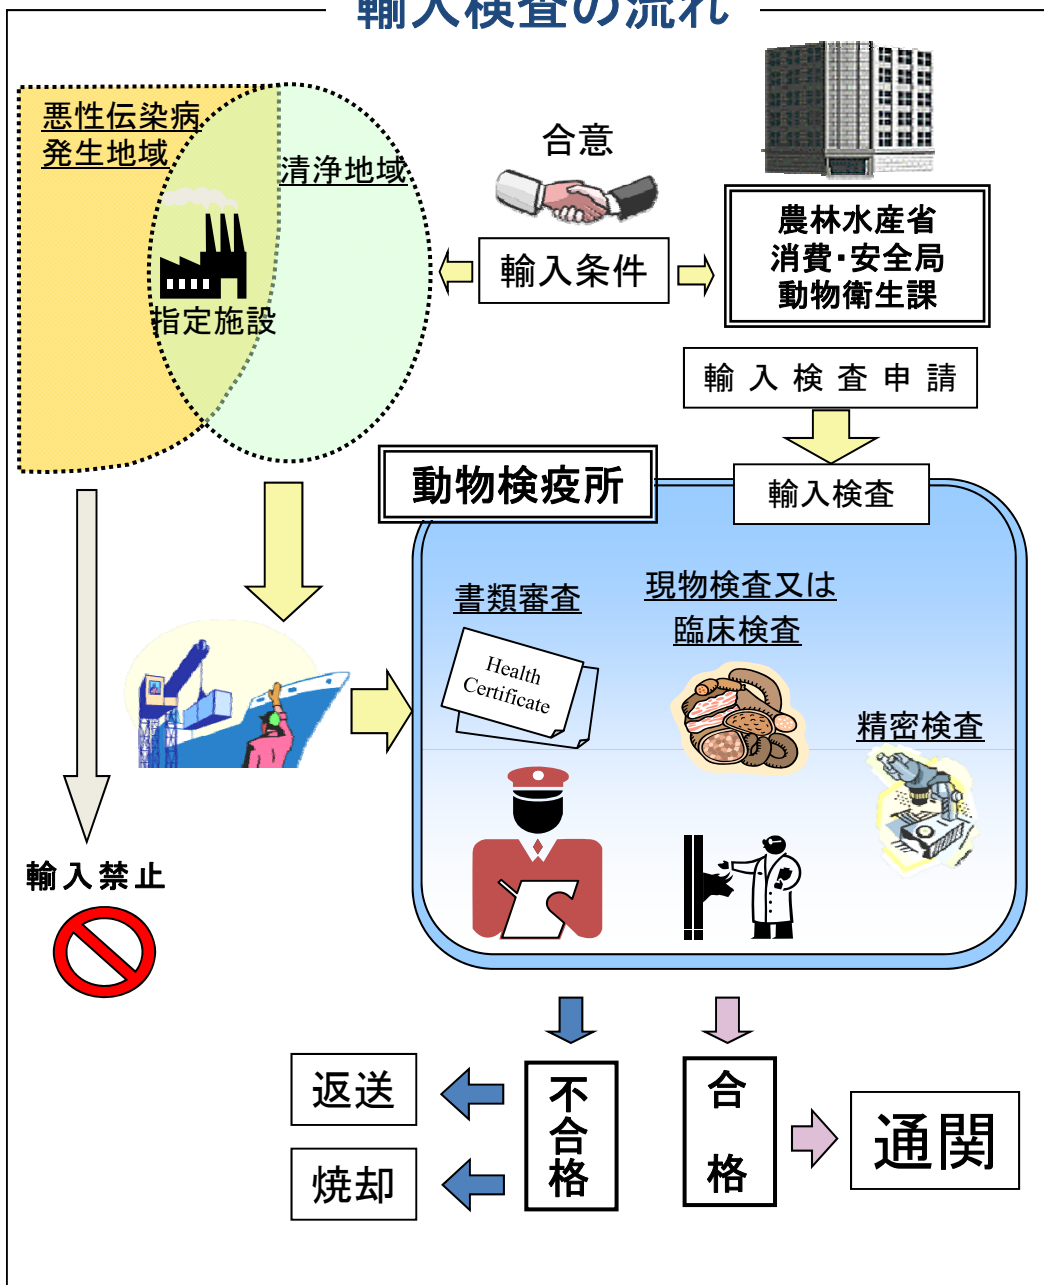 輸入検査の流れ
悪性伝染病
発生地域
清浄地域
指定施設
合意
輸入条件
農林水産省
消費・安全局
動物衛生課
輸入検査申請
動物検疫所
輸入検査
書類審査
現物検査又は
臨床検査
Health
Certificate
精密検査
輸入禁止
不合格
合格
返送
焼却
通関